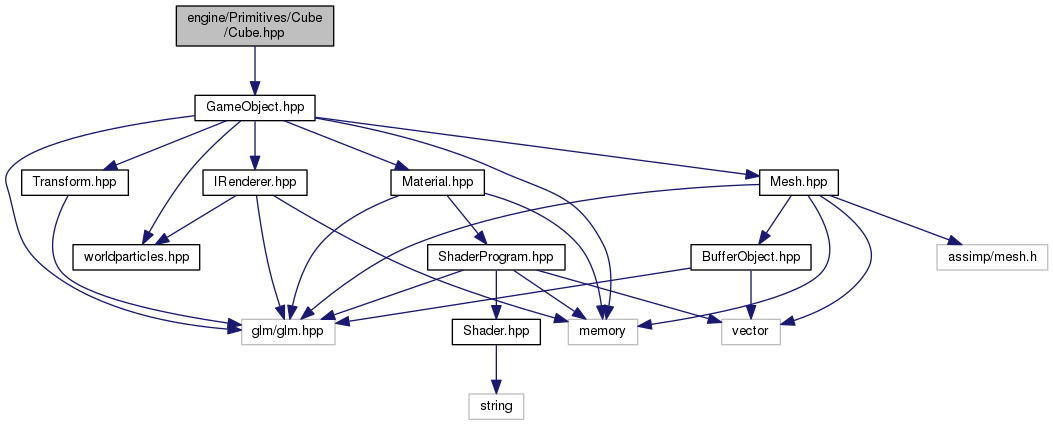 engine/Primitives/Cube
/Cube.hpp
GameObject.hpp
Transform.hpp
IRenderer.hpp
Material.hpp
Mesh.hpp
worldparticles.hpp
ShaderProgram.hpp
BufferObject.hpp
assimp/mesh.h
glm/glm.hpp
Shader.hpp
memory
vector
string